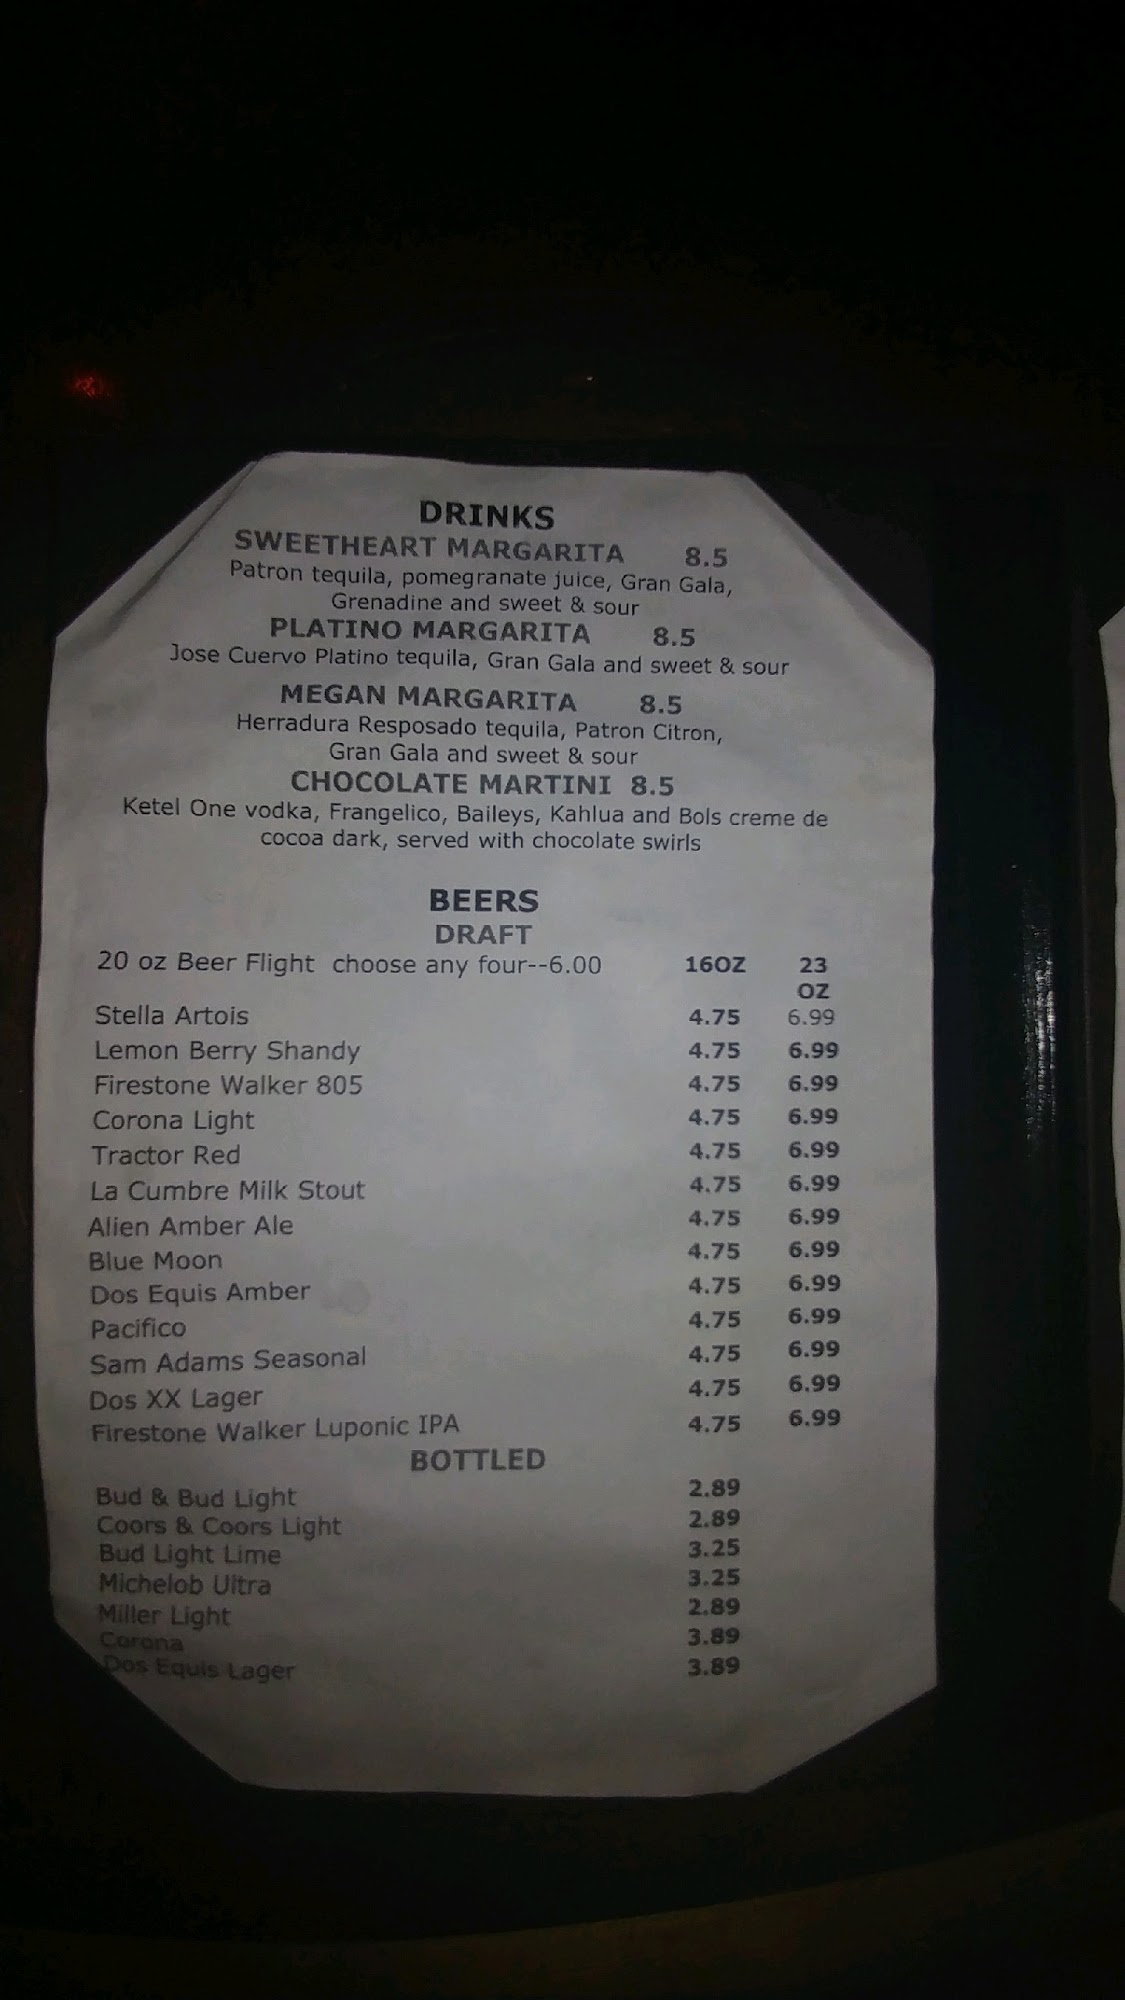 DRINKS
SWEETHEART MARGARITA 8.5
Patron tequila, pomegranate juice, Gran Gala,
Grenadine and sweet & sour
PLATINO MARGARITA 8.5
Jose Cuervo Platino tequila, Gran Gala and sweet & sour
MEGAN MARGARITA 8.5
Herradura Resposado tequila, Patron Citron,
Gran Gala and sweet & sour
CHOCOLATE MARTINI 8.5
Ketel One vodka, Frangelico, Baileys, Kahlua and Bols creme de
cocoa dark, served with chocolate swirls
BEERS
DRAFT
20 oz Beer Flight choose any four--6.00 16OZ 23
OZ
Stella Artois 4.75 6.99
Lemon Berry Shandy 4.75 6.99
Firestone Walker 805 4.75 6.99
Corona Light 4.75 6.99
Tractor Red 4.75 6.99
La Cumbre Milk Stout 4.75 6.99
Alien Amber Ale 4.75 6.99
Blue Moon 4.75 6.99
Dos Equis Amber 4.75 6.99
Pacifico 4.75 6.99
Sam Adams Seasonal 4.75 6.99
Dos XX Lager 4.75 6.99
Firestone Walker Luponic IPA 4.75 6.99
BOTTLED
Bud & Bud Light 2.89
Coors & Coors Light 2.89
Bud Light Lime 3.25
Michelob Ultra 3.25
Miller Light 2.89
Corona 3.89
Dos Equis Lager 3.89